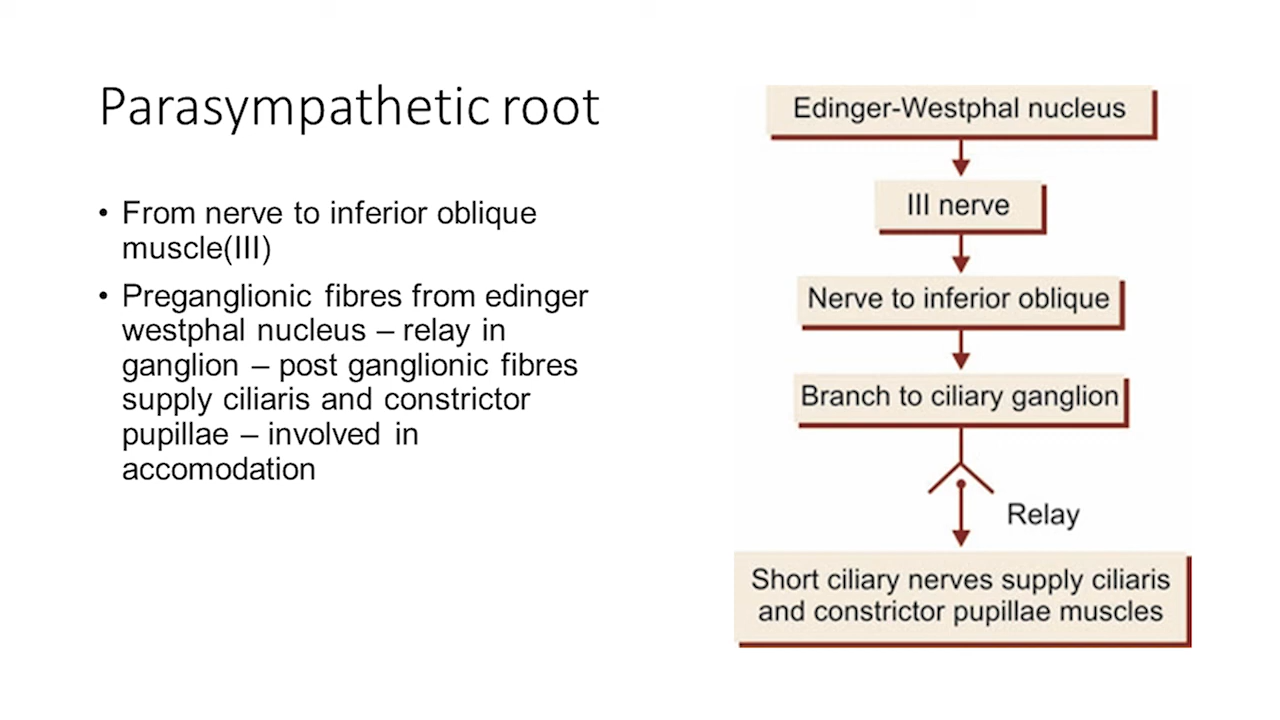 Parasympathetic root
• From nerve to inferior oblique
muscle(III)
• Preganglionic fibres from edinger
westphal nucleus – relay in
ganglion – post ganglionic fibres
supply ciliaris and constrictor
pupillae – involved in
accomodation
Edinger-Westphal nucleus
III nerve
Nerve to inferior oblique
Branch to ciliary ganglion
Relay
Short ciliary nerves supply ciliaris
and constrictor pupillae muscles